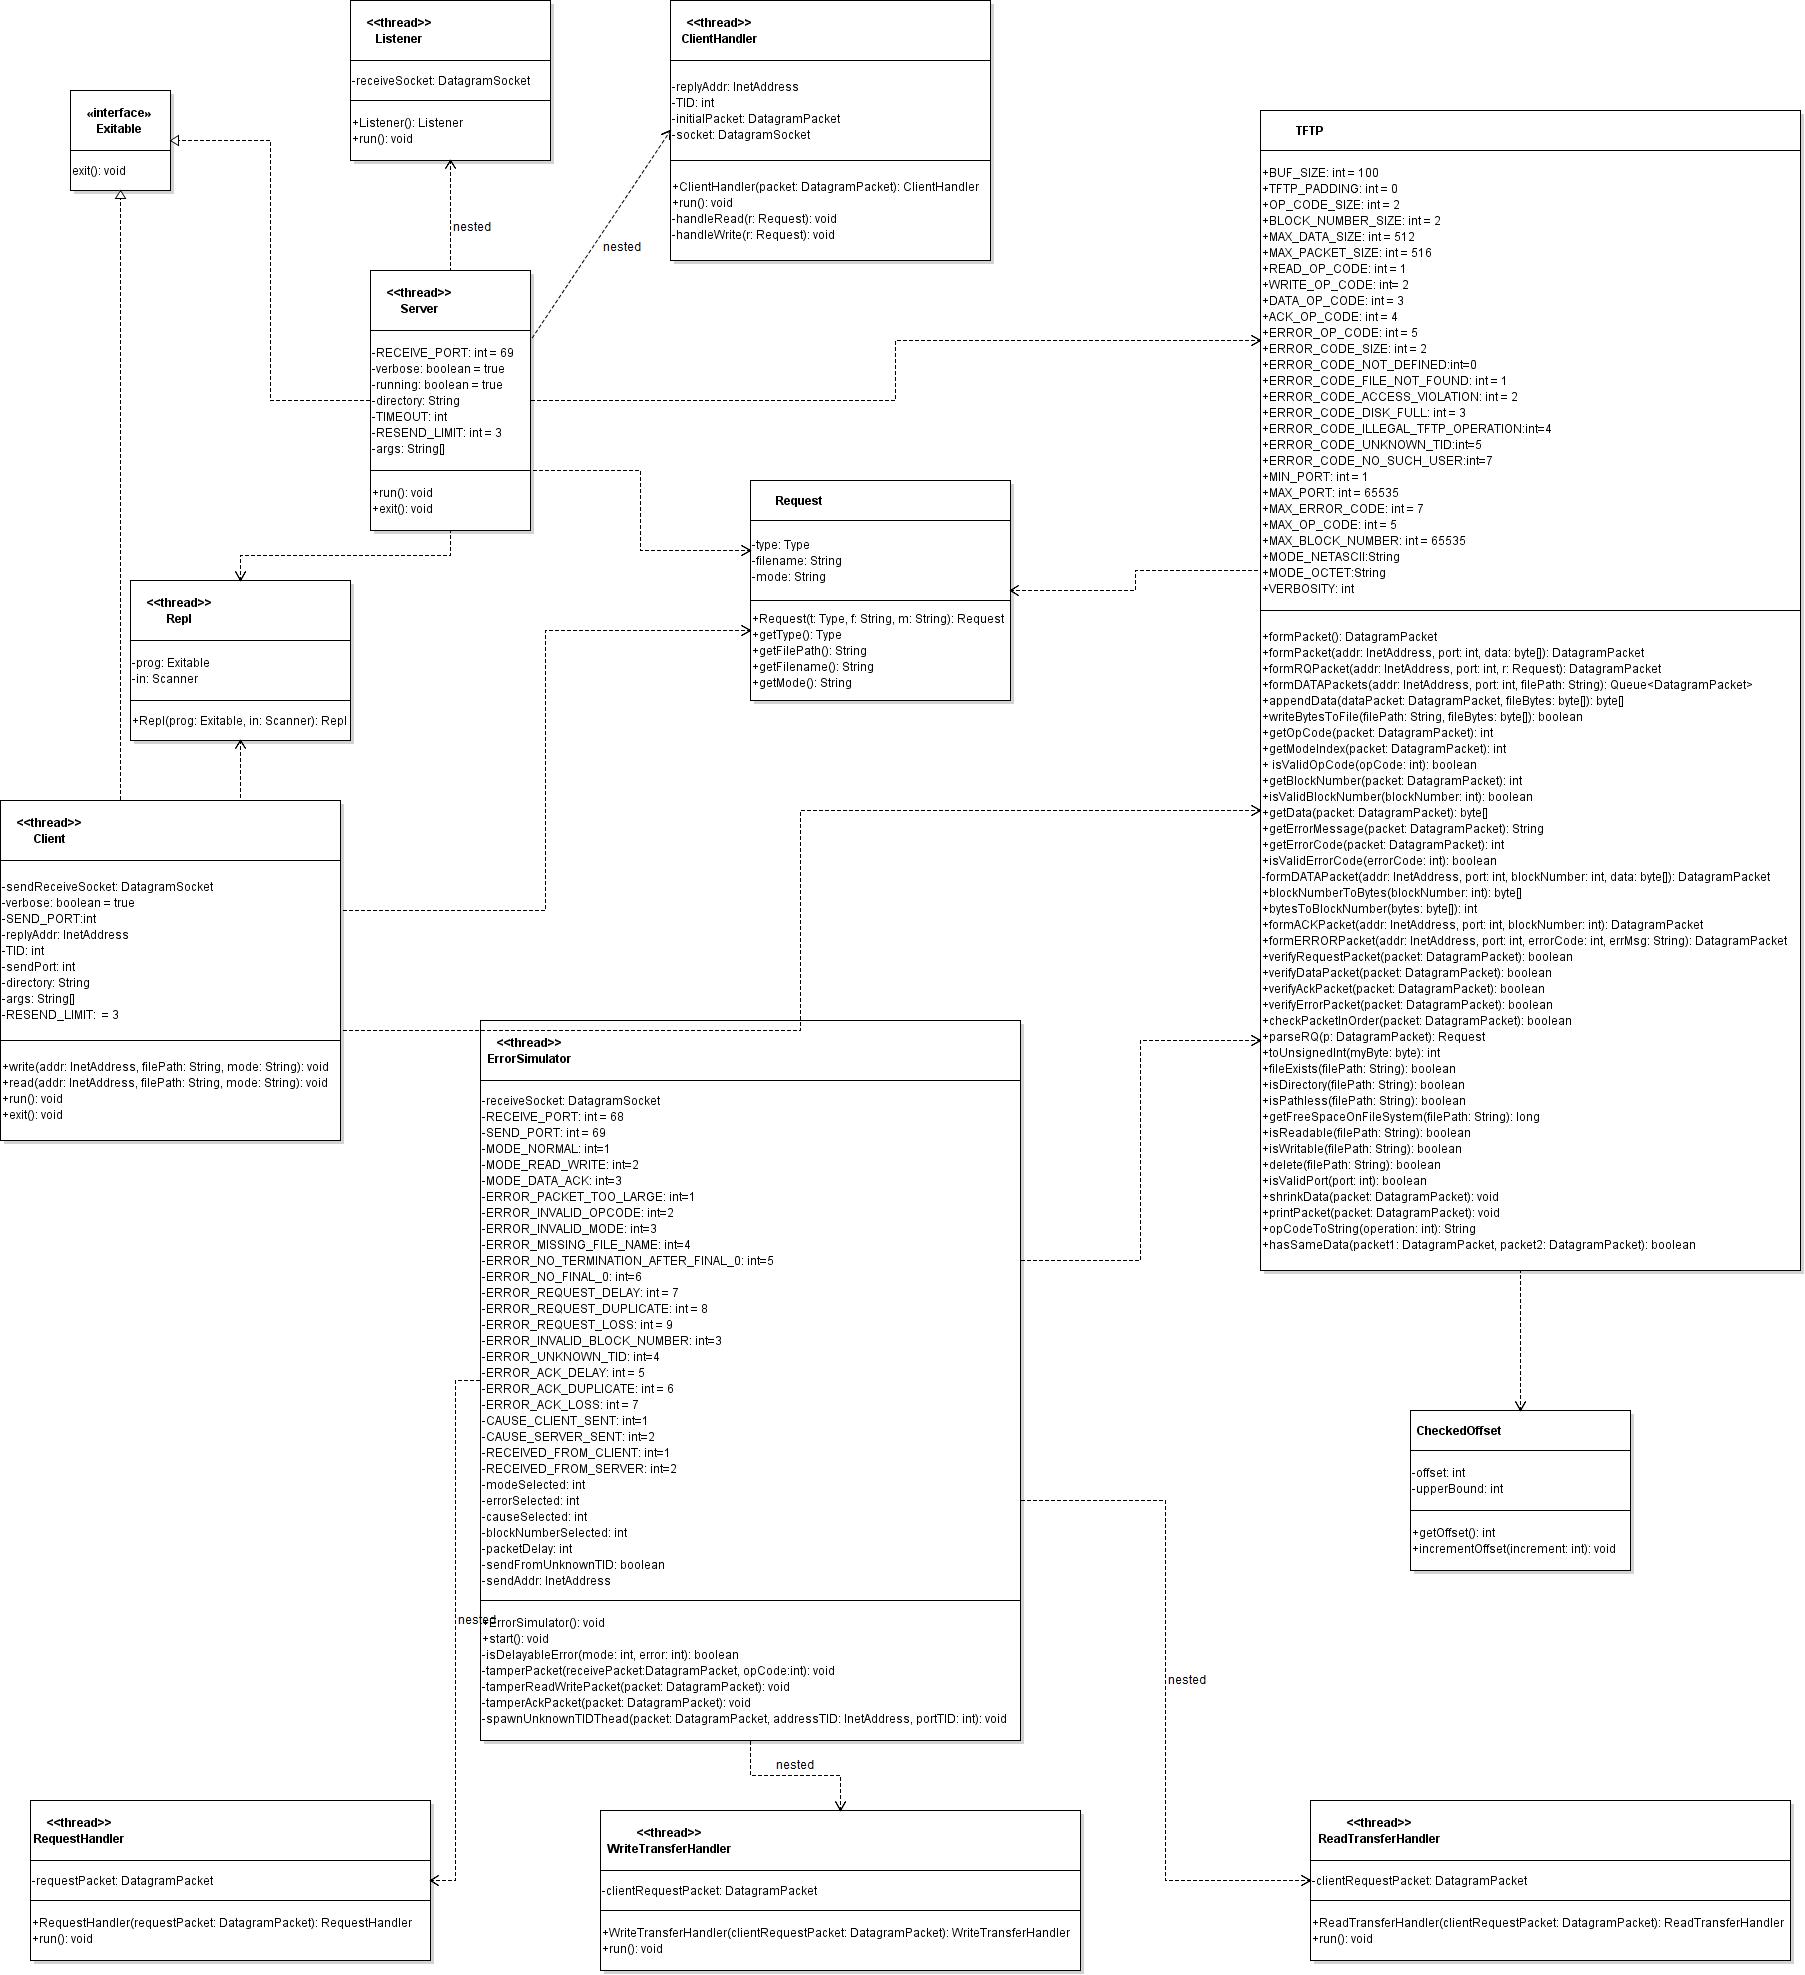 <<thread>>
Listener
-receiveSocket: DatagramSocket
+Listener(): Listener
+run(): void
<<thread>>
ClientHandler
-replyAddr: InetAddress
-TID: int
-initialPacket: DatagramPacket
-socket: DatagramSocket
+ClientHandler(packet: DatagramPacket): ClientHandler
+run(): void
-handleRead(r: Request): void
-handleWrite(r: Request): void
«interface»
Exitable
exit(): void
nested
nested
<<thread>>
Server
-RECEIVE_PORT: int = 69
-verbose: boolean = true
-running: boolean = true
-directory: String
-TIMEOUT: int
-RESEND_LIMIT: int = 3
-args: String[]
+run(): void
+exit(): void
TFTP
+BUF_SIZE: int = 100
+TFTP_PADDING: int = 0
+OP_CODE_SIZE: int = 2
+BLOCK_NUMBER_SIZE: int = 2
+MAX_DATA_SIZE: int = 512
+MAX_PACKET_SIZE: int = 516
+READ_OP_CODE: int = 1
+WRITE_OP_CODE: int= 2
+DATA_OP_CODE: int = 3
+ACK_OP_CODE: int = 4
+ERROR_OP_CODE: int = 5
+ERROR_CODE_SIZE: int = 2
+ERROR_CODE_NOT_DEFINED:int=0
+ERROR_CODE_FILE_NOT_FOUND: int = 1
+ERROR_CODE_ACCESS_VIOLATION: int = 2
+ERROR_CODE_DISK_FULL: int = 3
+ERROR_CODE_ILLEGAL_TFTP_OPERATION:int=4
+ERROR_CODE_UNKNOWN_TID:int=5
+ERROR_CODE_NO_SUCH_USER:int=7
+MIN_PORT: int = 1
+MAX_PORT: int = 65535
+MAX_ERROR_CODE: int = 7
+MAX_OP_CODE: int = 5
+MAX_BLOCK_NUMBER: int = 65535
+MODE_NETASCII:String
+MODE_OCTET:String
+VERBOSITY: int
+formPacket(): DatagramPacket
+formPacket(addr: InetAddress, port: int, data: byte[]): DatagramPacket
+formRQPacket(addr: InetAddress, port: int, r: Request): DatagramPacket
+formDATAPackets(addr: InetAddress, port: int, filePath: String): Queue<DatagramPacket>
+appendData(dataPacket: DatagramPacket, fileBytes: byte[]): byte[]
+writeBytesToFile(filePath: String, fileBytes: byte[]): boolean
+getOpCode(packet: DatagramPacket): int
+getModeIndex(packet: DatagramPacket): int
+ isValidOpCode(opCode: int): boolean
+getBlockNumber(packet: DatagramPacket): int
+isValidBlockNumber(blockNumber: int): boolean
+getData(packet: DatagramPacket): byte[]
+getErrorMessage(packet: DatagramPacket): String
+getErrorCode(packet: DatagramPacket): int
+isValidErrorCode(errorCode: int): boolean
-formDATAPacket(addr: InetAddress, port: int, blockNumber: int, data: byte[]): DatagramPacket
+blockNumberToBytes(blockNumber: int): byte[]
+bytesToBlockNumber(bytes: byte[]): int
+formACKPacket(addr: InetAddress, port: int, blockNumber: int): DatagramPacket
+formERRORPacket(addr: InetAddress, port: int, errorCode: int, errMsg: String): DatagramPacket
+verifyRequestPacket(packet: DatagramPacket): boolean
+verifyDataPacket(packet: DatagramPacket): boolean
+verifyAckPacket(packet: DatagramPacket): boolean
+verifyErrorPacket(packet: DatagramPacket): boolean
+checkPacketInOrder(packet: DatagramPacket): boolean
+parseRQ(p: DatagramPacket): Request
+toUnsignedInt(myByte: byte): int
+fileExists(filePath: String): boolean
+isDirectory(filePath: String): boolean
+isPathless(filePath: String): boolean
+getFreeSpaceOnFileSystem(filePath: String): long
+isReadable(filePath: String): boolean
+isWritable(filePath: String): boolean
+delete(filePath: String): boolean
+isValidPort(port: int): boolean
+shrinkData(packet: DatagramPacket): void
+printPacket(packet: DatagramPacket): void
+opCodeToString(operation: int): String
+hasSameData(packet1: DatagramPacket, packet2: DatagramPacket): boolean
Request
-type: Type
-filename: String
-mode: String
+Request(t: Type, f: String, m: String): Request
+getType(): Type
+getFilePath(): String
+getFilename(): String
+getMode(): String
<<thread>>
Repl
-prog: Exitable
-in: Scanner
+Repl(prog: Exitable, in: Scanner): Repl
<<thread>>
Client
-sendReceiveSocket: DatagramSocket
-verbose: boolean = true
-SEND_PORT:int
-replyAddr: InetAddress
-TID: int
-sendPort: int
-directory: String
-args: String[]
-RESEND_LIMIT: = 3
+write(addr: InetAddress, filePath: String, mode: String): void
+read(addr: InetAddress, filePath: String, mode: String): void
+run(): void
+exit(): void
<<thread>>
ErrorSimulator
-receiveSocket: DatagramSocket
-RECEIVE_PORT: int = 68
-SEND_PORT: int = 69
-MODE_NORMAL: int=1
-MODE_READ_WRITE: int=2
-MODE_DATA_ACK: int=3
-ERROR_PACKET_TOO_LARGE: int=1
-ERROR_INVALID_OPCODE: int=2
-ERROR_INVALID_MODE: int=3
-ERROR_MISSING_FILE_NAME: int=4
-ERROR_NO_TERMINATION_AFTER_FINAL_0: int=5
-ERROR_NO_FINAL_0: int=6
-ERROR_REQUEST_DELAY: int = 7
-ERROR_REQUEST_DUPLICATE: int = 8
-ERROR_REQUEST_LOSS: int = 9
-ERROR_INVALID_BLOCK_NUMBER: int=3
-ERROR_UNKNOWN_TID: int=4
-ERROR_ACK_DELAY: int = 5
-ERROR_ACK_DUPLICATE: int = 6
-ERROR_ACK_LOSS: int = 7
-CAUSE_CLIENT_SENT: int=1
-CAUSE_SERVER_SENT: int=2
-RECEIVED_FROM_CLIENT: int=1
-RECEIVED_FROM_SERVER: int=2
-modeSelected: int
-errorSelected: int
-causeSelected: int
-blockNumberSelected: int
-packetDelay: int
-sendFromUnknownTID: boolean
-sendAddr: InetAddress
nested
+ErrorSimulator(): void
+start(): void
-isDelayableError(mode: int, error: int): boolean
-tamperPacket(receivePacket:DatagramPacket, opCode:int): void
-tamperReadWritePacket(packet: DatagramPacket): void
-tamperAckPacket(packet: DatagramPacket): void
-spawnUnknownTIDThead(packet: DatagramPacket, addressTID: InetAddress, portTID: int): void
CheckedOffset
-offset: int
-upperBound: int
+getOffset(): int
+incrementOffset(increment: int): void
nested
nested
<<thread>>
RequestHandler
-requestPacket: DatagramPacket
+RequestHandler(requestPacket: DatagramPacket): RequestHandler
+run(): void
<<thread>>
WriteTransferHandler
-clientRequestPacket: DatagramPacket
+WriteTransferHandler(clientRequestPacket: DatagramPacket): WriteTransferHandler
+run(): void
<<thread>>
ReadTransferHandler
-clientRequestPacket: DatagramPacket
+ReadTransferHandler(clientRequestPacket: DatagramPacket): ReadTransferHandler
+run(): void